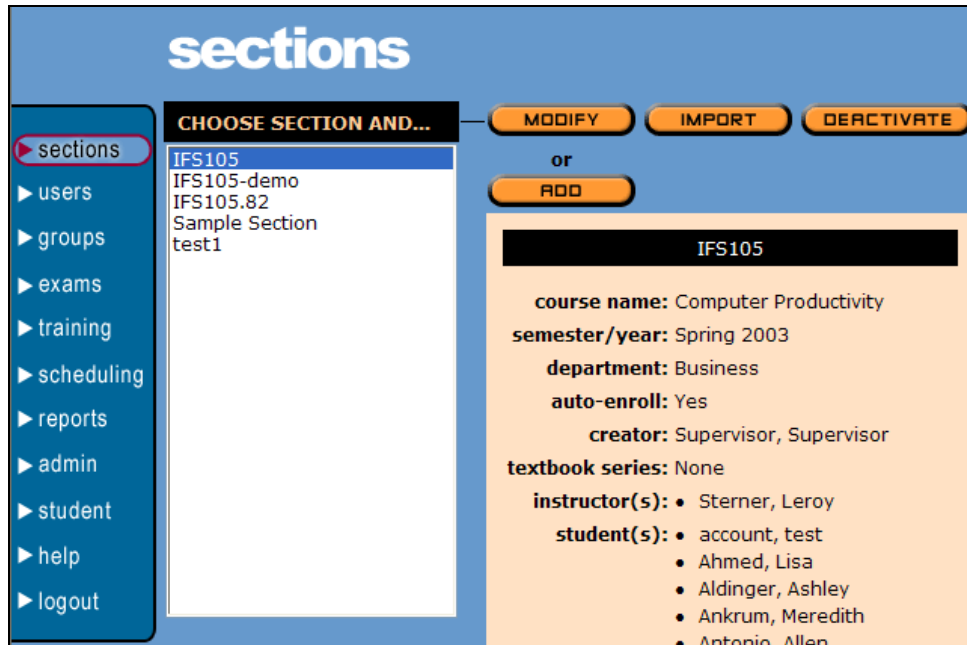 sections
sections
users
groups
exams
training
scheduling
reports
admin
student
help
logout
CHOOSE SECTION AND...
IFS105
IFS105-demo
IFS105.82
Sample Section
test1
MODIFY IMPORT DEACTIVATE
or
ADD
IFS105
course name: Computer Productivity
semester/year: Spring 2003
department: Business
auto-enroll: Yes
creator: Supervisor, Supervisor
textbook series: None
instructor(s): • Sterner, Leroy
student(s): • account, test
• Ahmed, Lisa
• Aldinger, Ashley
• Ankrum, Meredith
• Antonio, Allen